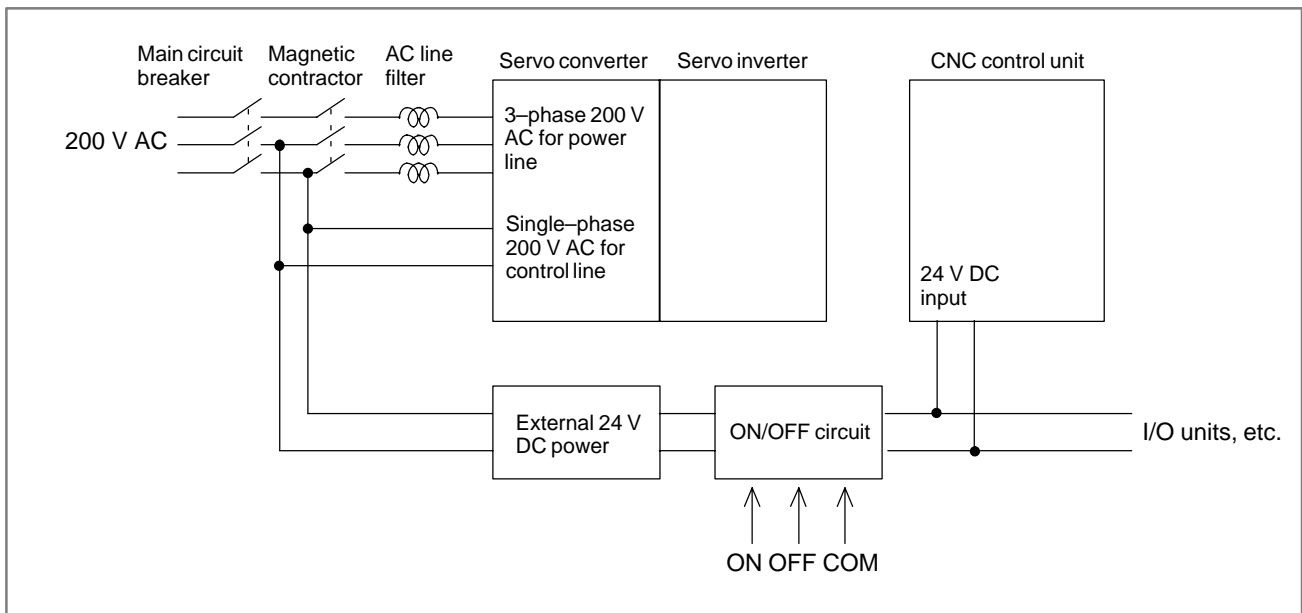 Main circuit
breaker
Magnetic
contractor
AC line
filter
Servo converter
Servo inverter
CNC control unit
200 V AC
3–phase 200 V
AC for power
line
Single–phase
200 V AC for
control line
24 V DC
input
External 24 V
DC power
ON/OFF circuit
I/O units, etc.
ON OFF COM